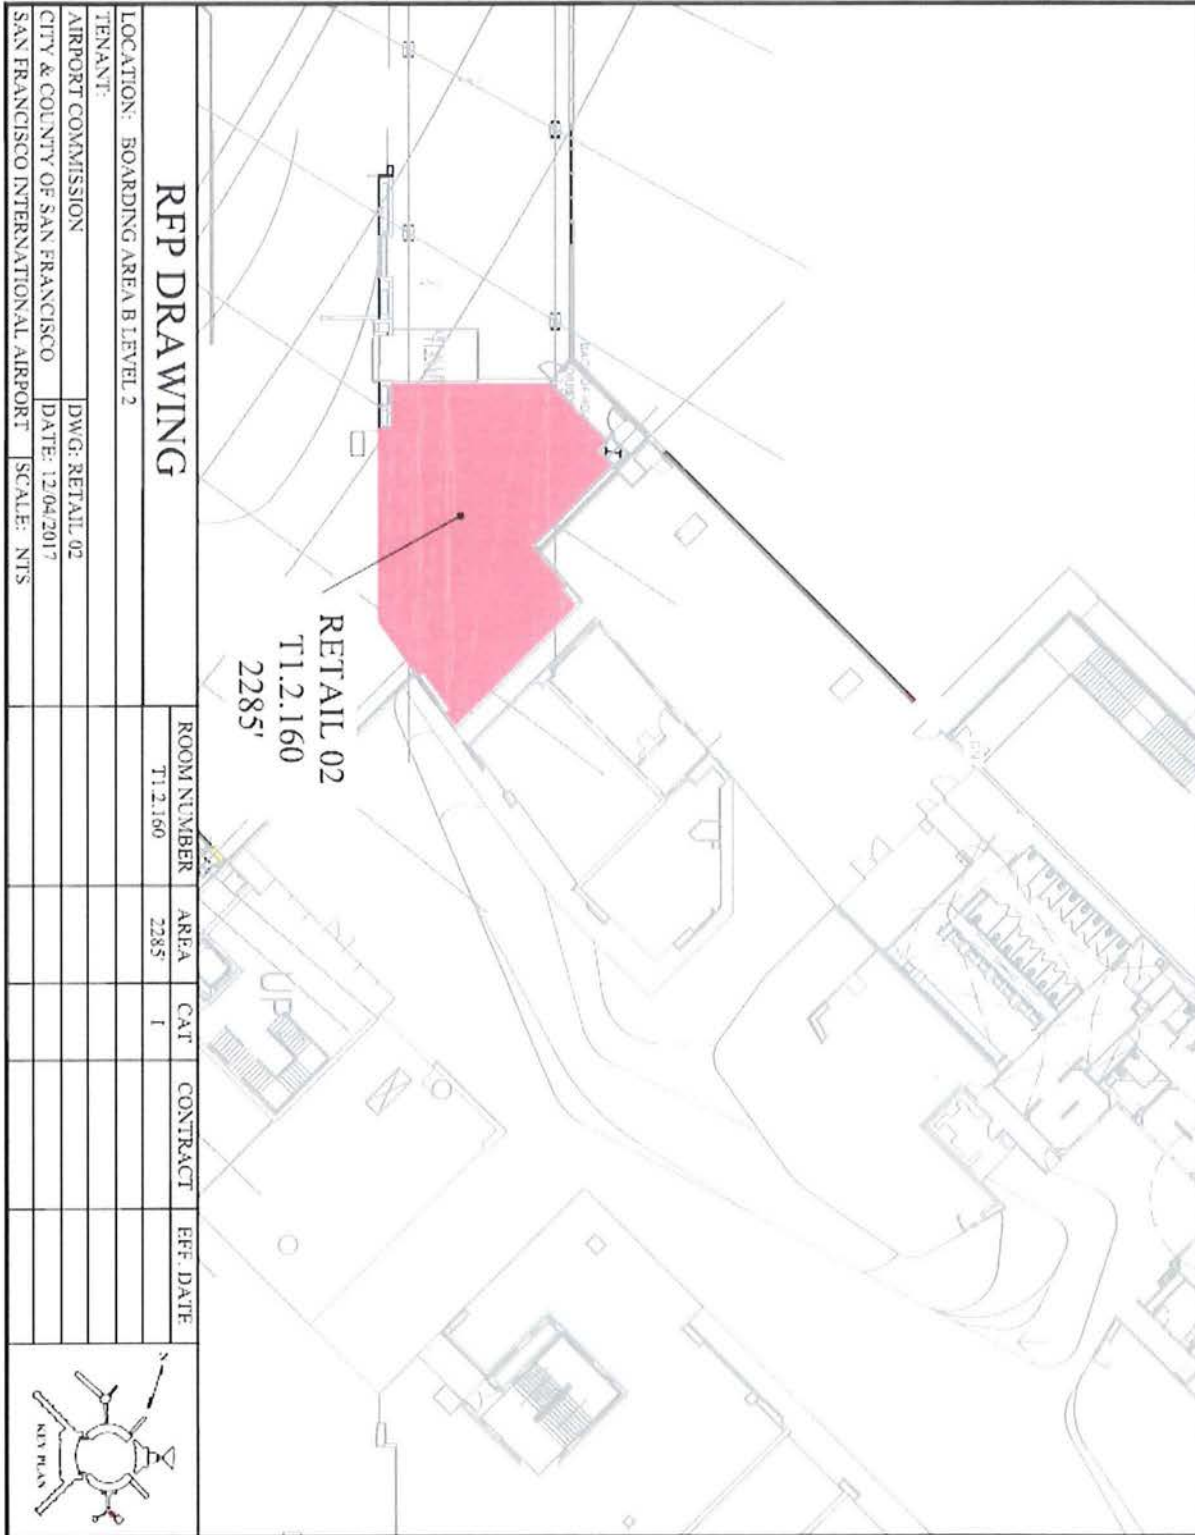 RETAIL 02
T1.2.160
2285'
UP
RFP DRAWING
LOCATION: BOARDING AREA B LEVEL 2
TENANT:
AIRPORT COMMISSION
DWG: RETAIL 02
CITY & COUNTY OF SAN FRANCISCO
DATE: 12/04/2017
SAN FRANCISCO INTERNATIONAL AIRPORT
SCALE: NTS
ROOM NUMBER AREA CAT CONTRACT EFF. DATE
T1.2.160 2285' I
KEY PLAN